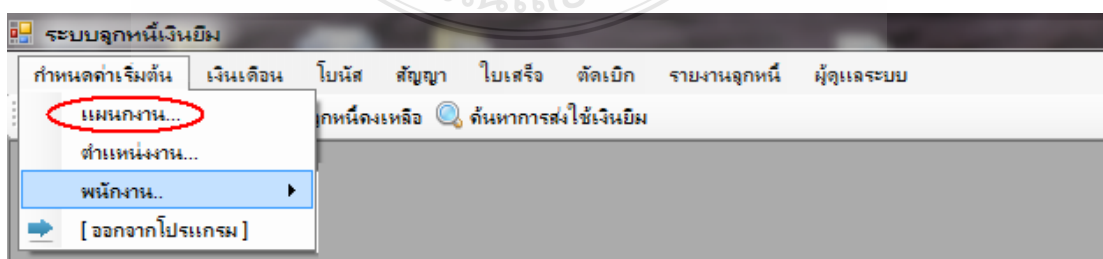 ระบบลูกหนี้เงินยืม
กำหนดค่าเริ่มต้น เงินเดือน โบนัส สัญญา ใบเสร็จ ตัดเบิก รายงานลูกหนี้ ผู้ดูแลระบบ
แผนกงาน... ูกหนี้คงเหลือ ค้นหาการส่งใช้เงินยืม
ตำแหน่งงาน...
พนักงาน..
[ ออกจากโปรแกรม ]